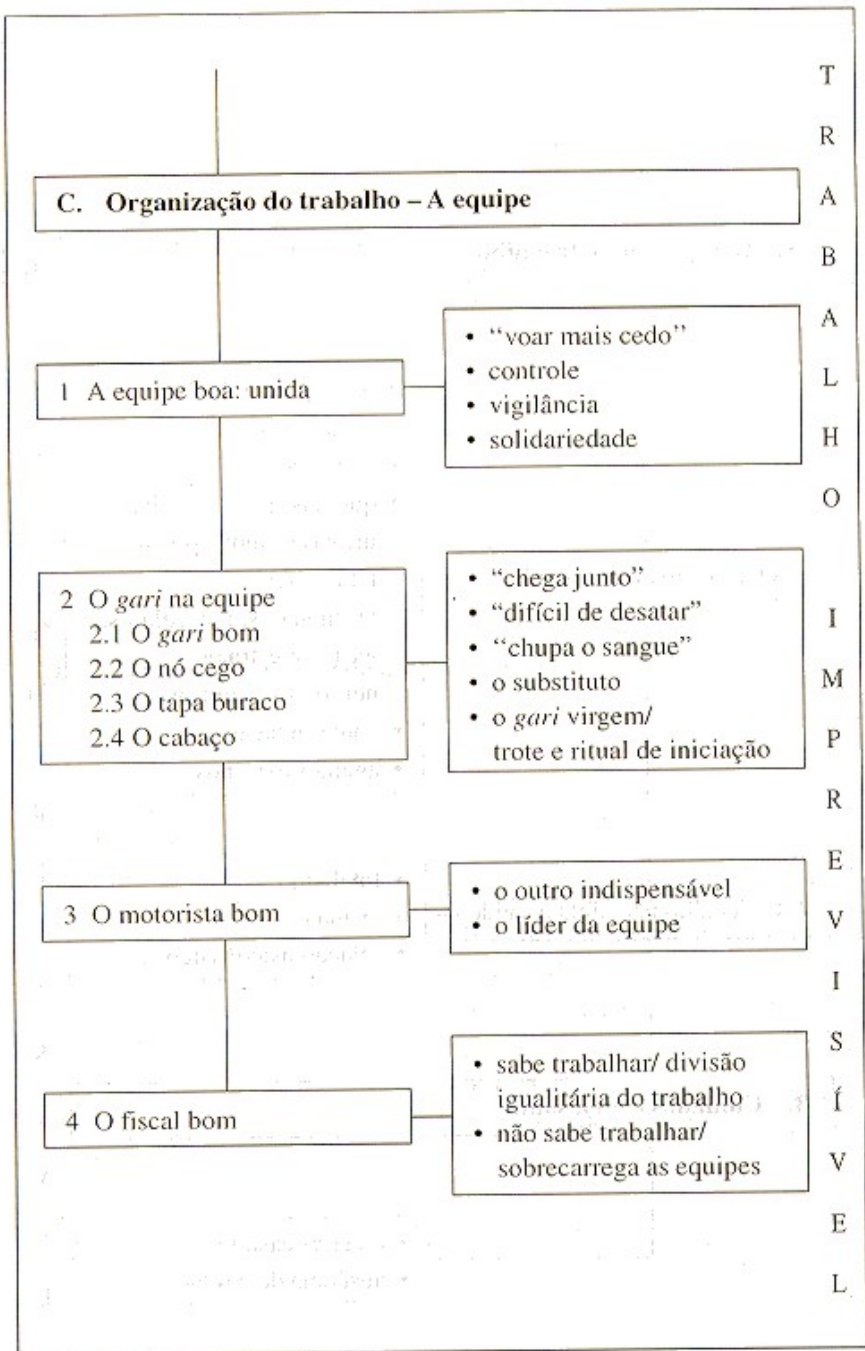 C. Organização do trabalho – A equipe
1 A equipe boa: unida
• “voar mais cedo”
• controle
• vigilância
• solidariedade
2 O gari na equipe
2.1 O gari bom
2.2 O nó cego
2.3 O tapa buraco
2.4 O cabaço
• “chega junto”
• “difícil de desatar”
• “chupa o sangue”
• o substituto
• o gari virgem/
trote e ritual de iniciação
3 O motorista bom
• o outro indispensável
• o líder da equipe
4 O fiscal bom
• sabe trabalhar/ divisão
igualitária do trabalho
• não sabe trabalhar/
sobrecarrega as equipes
TRABALHO IMPREVISÍVEL